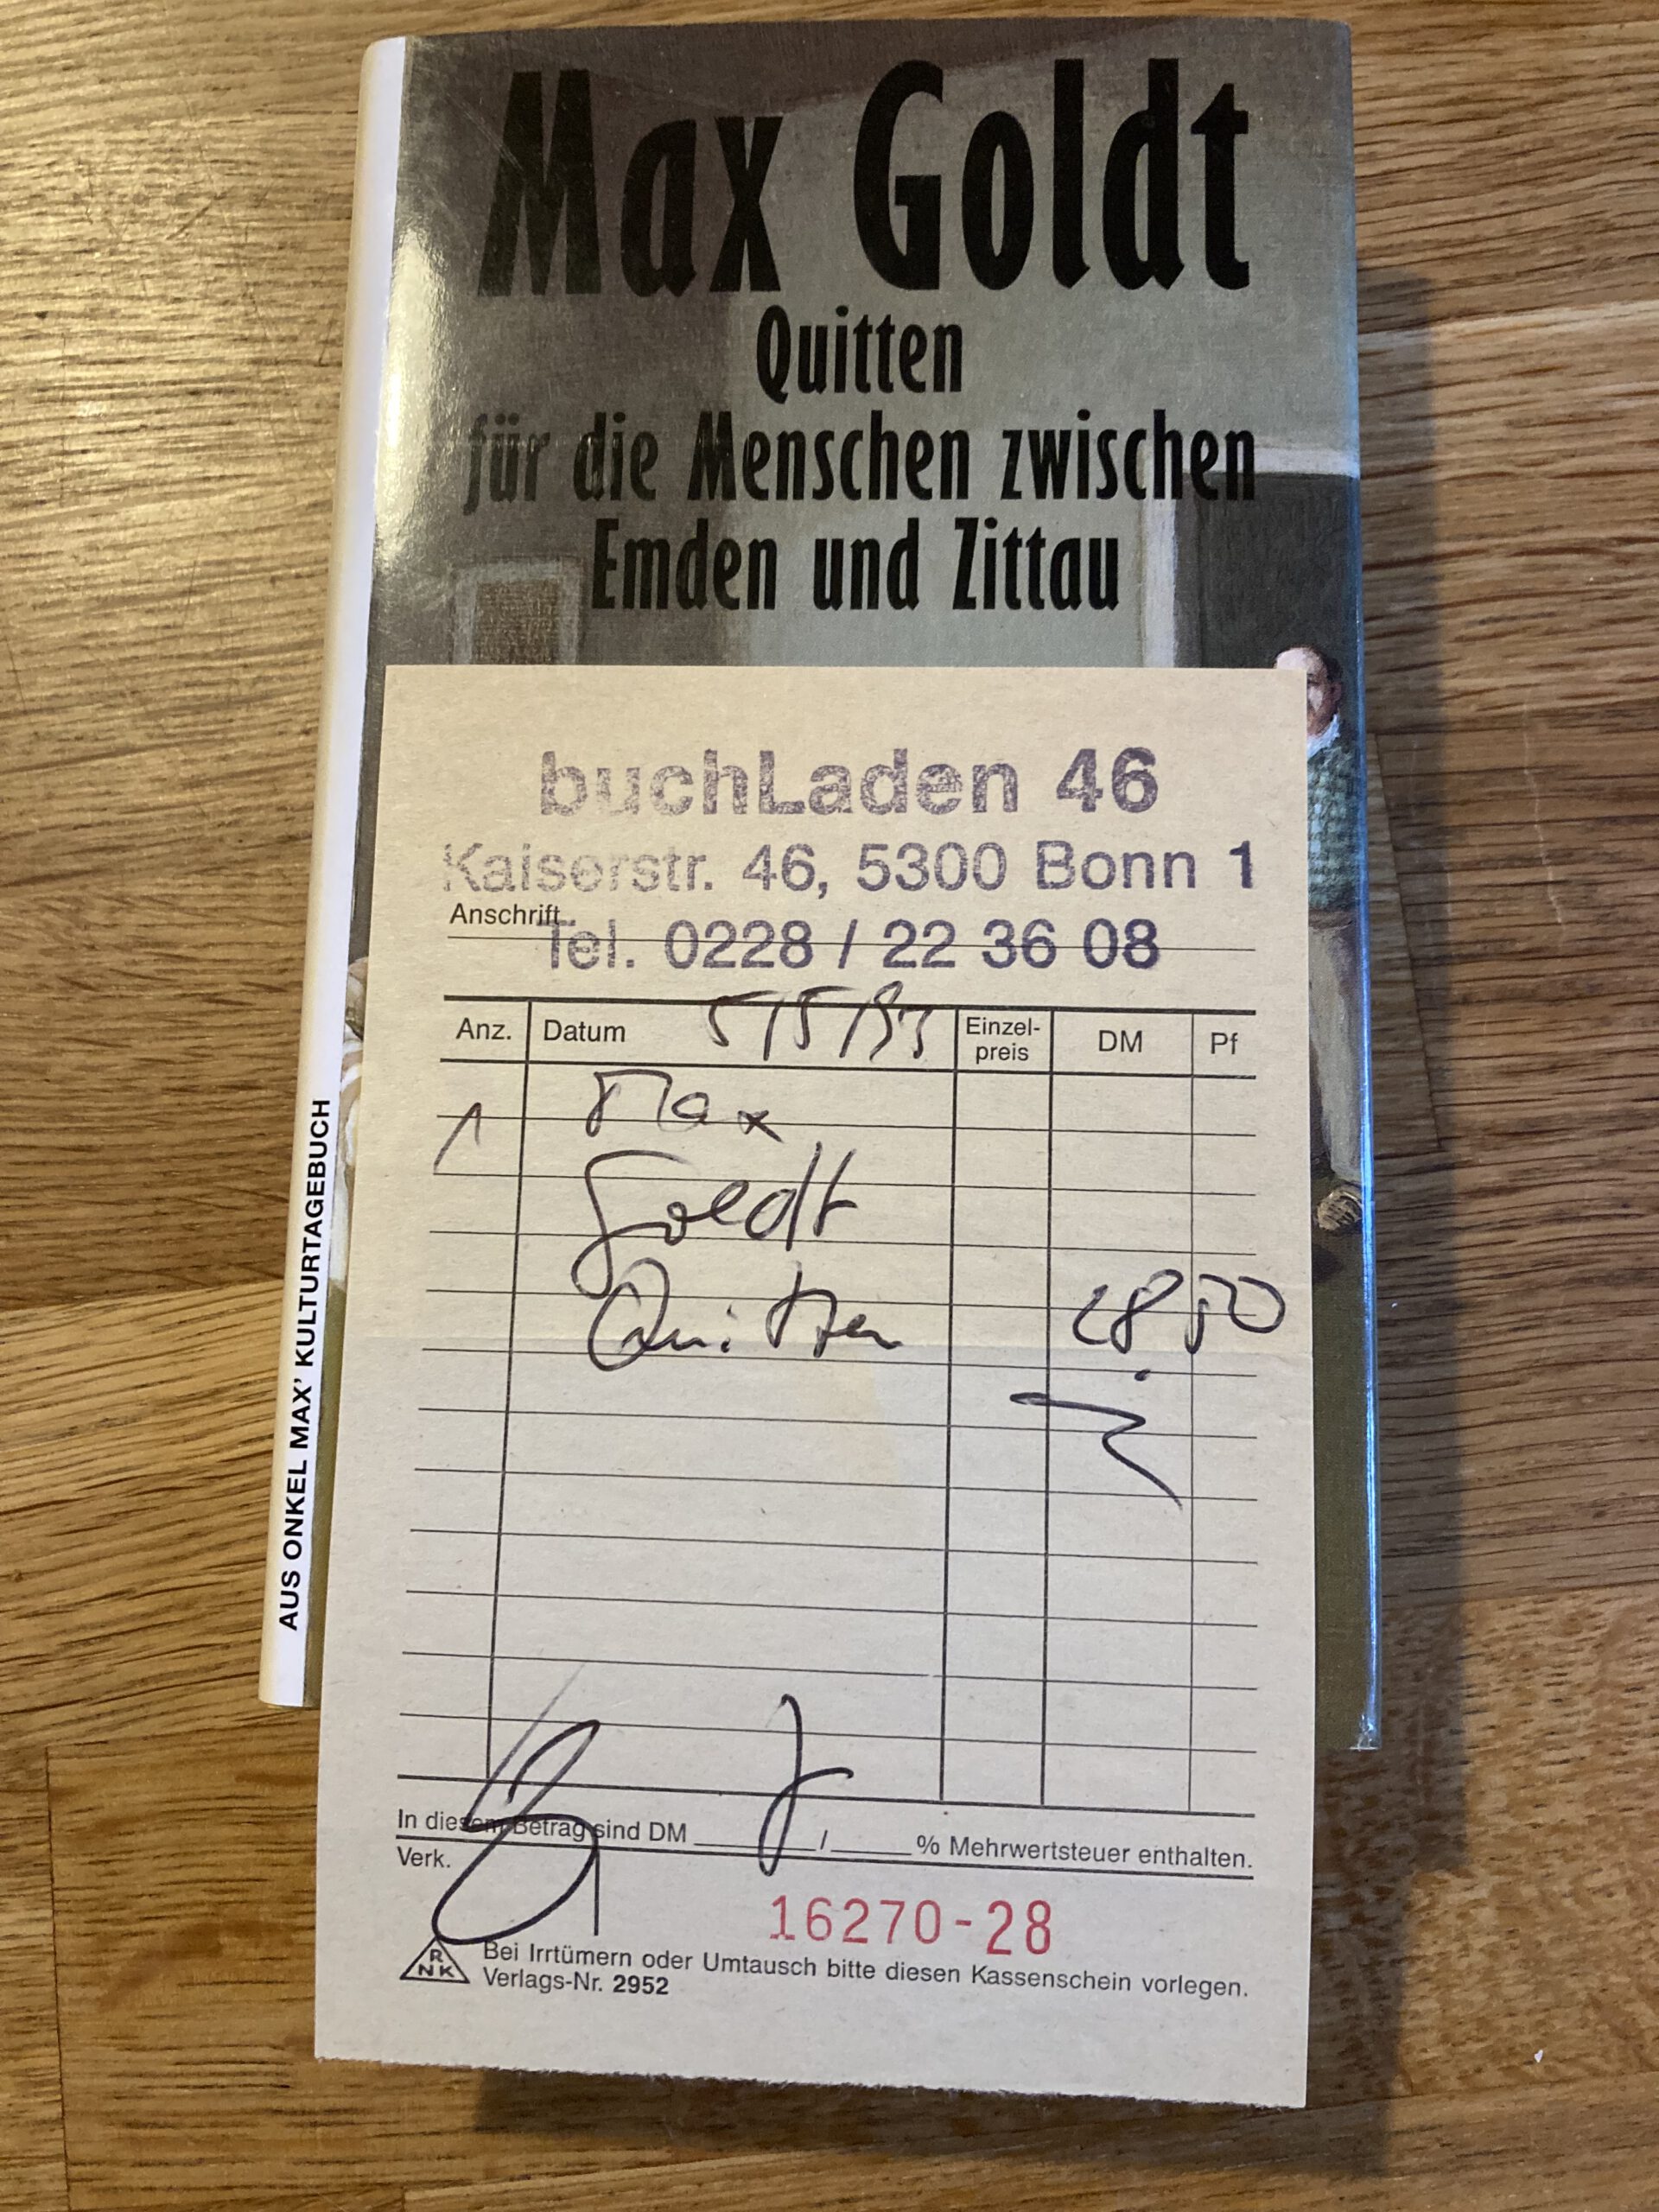 Max Goldt
Quitten
für die Menschen zwischen
Emden und Zittau
AUS ONKEL MAX' KULTURTAGEBUCH
buchLaden 46
Kaiserstr. 46, 5300 Bonn 1
Anschrift
Tel. 0228 / 22 36 08
Anz. Datum 5/5/93 Einzel-
preis DM Pf
1 Max
Goldt
Quitten 28 50
In diesem Betrag sind DM / % Mehrwertsteuer enthalten.
Verk.
16270-28
RNK
Bei Irrtümern oder Umtausch bitte diesen Kassenschein vorlegen.
Verlags-Nr. 2952